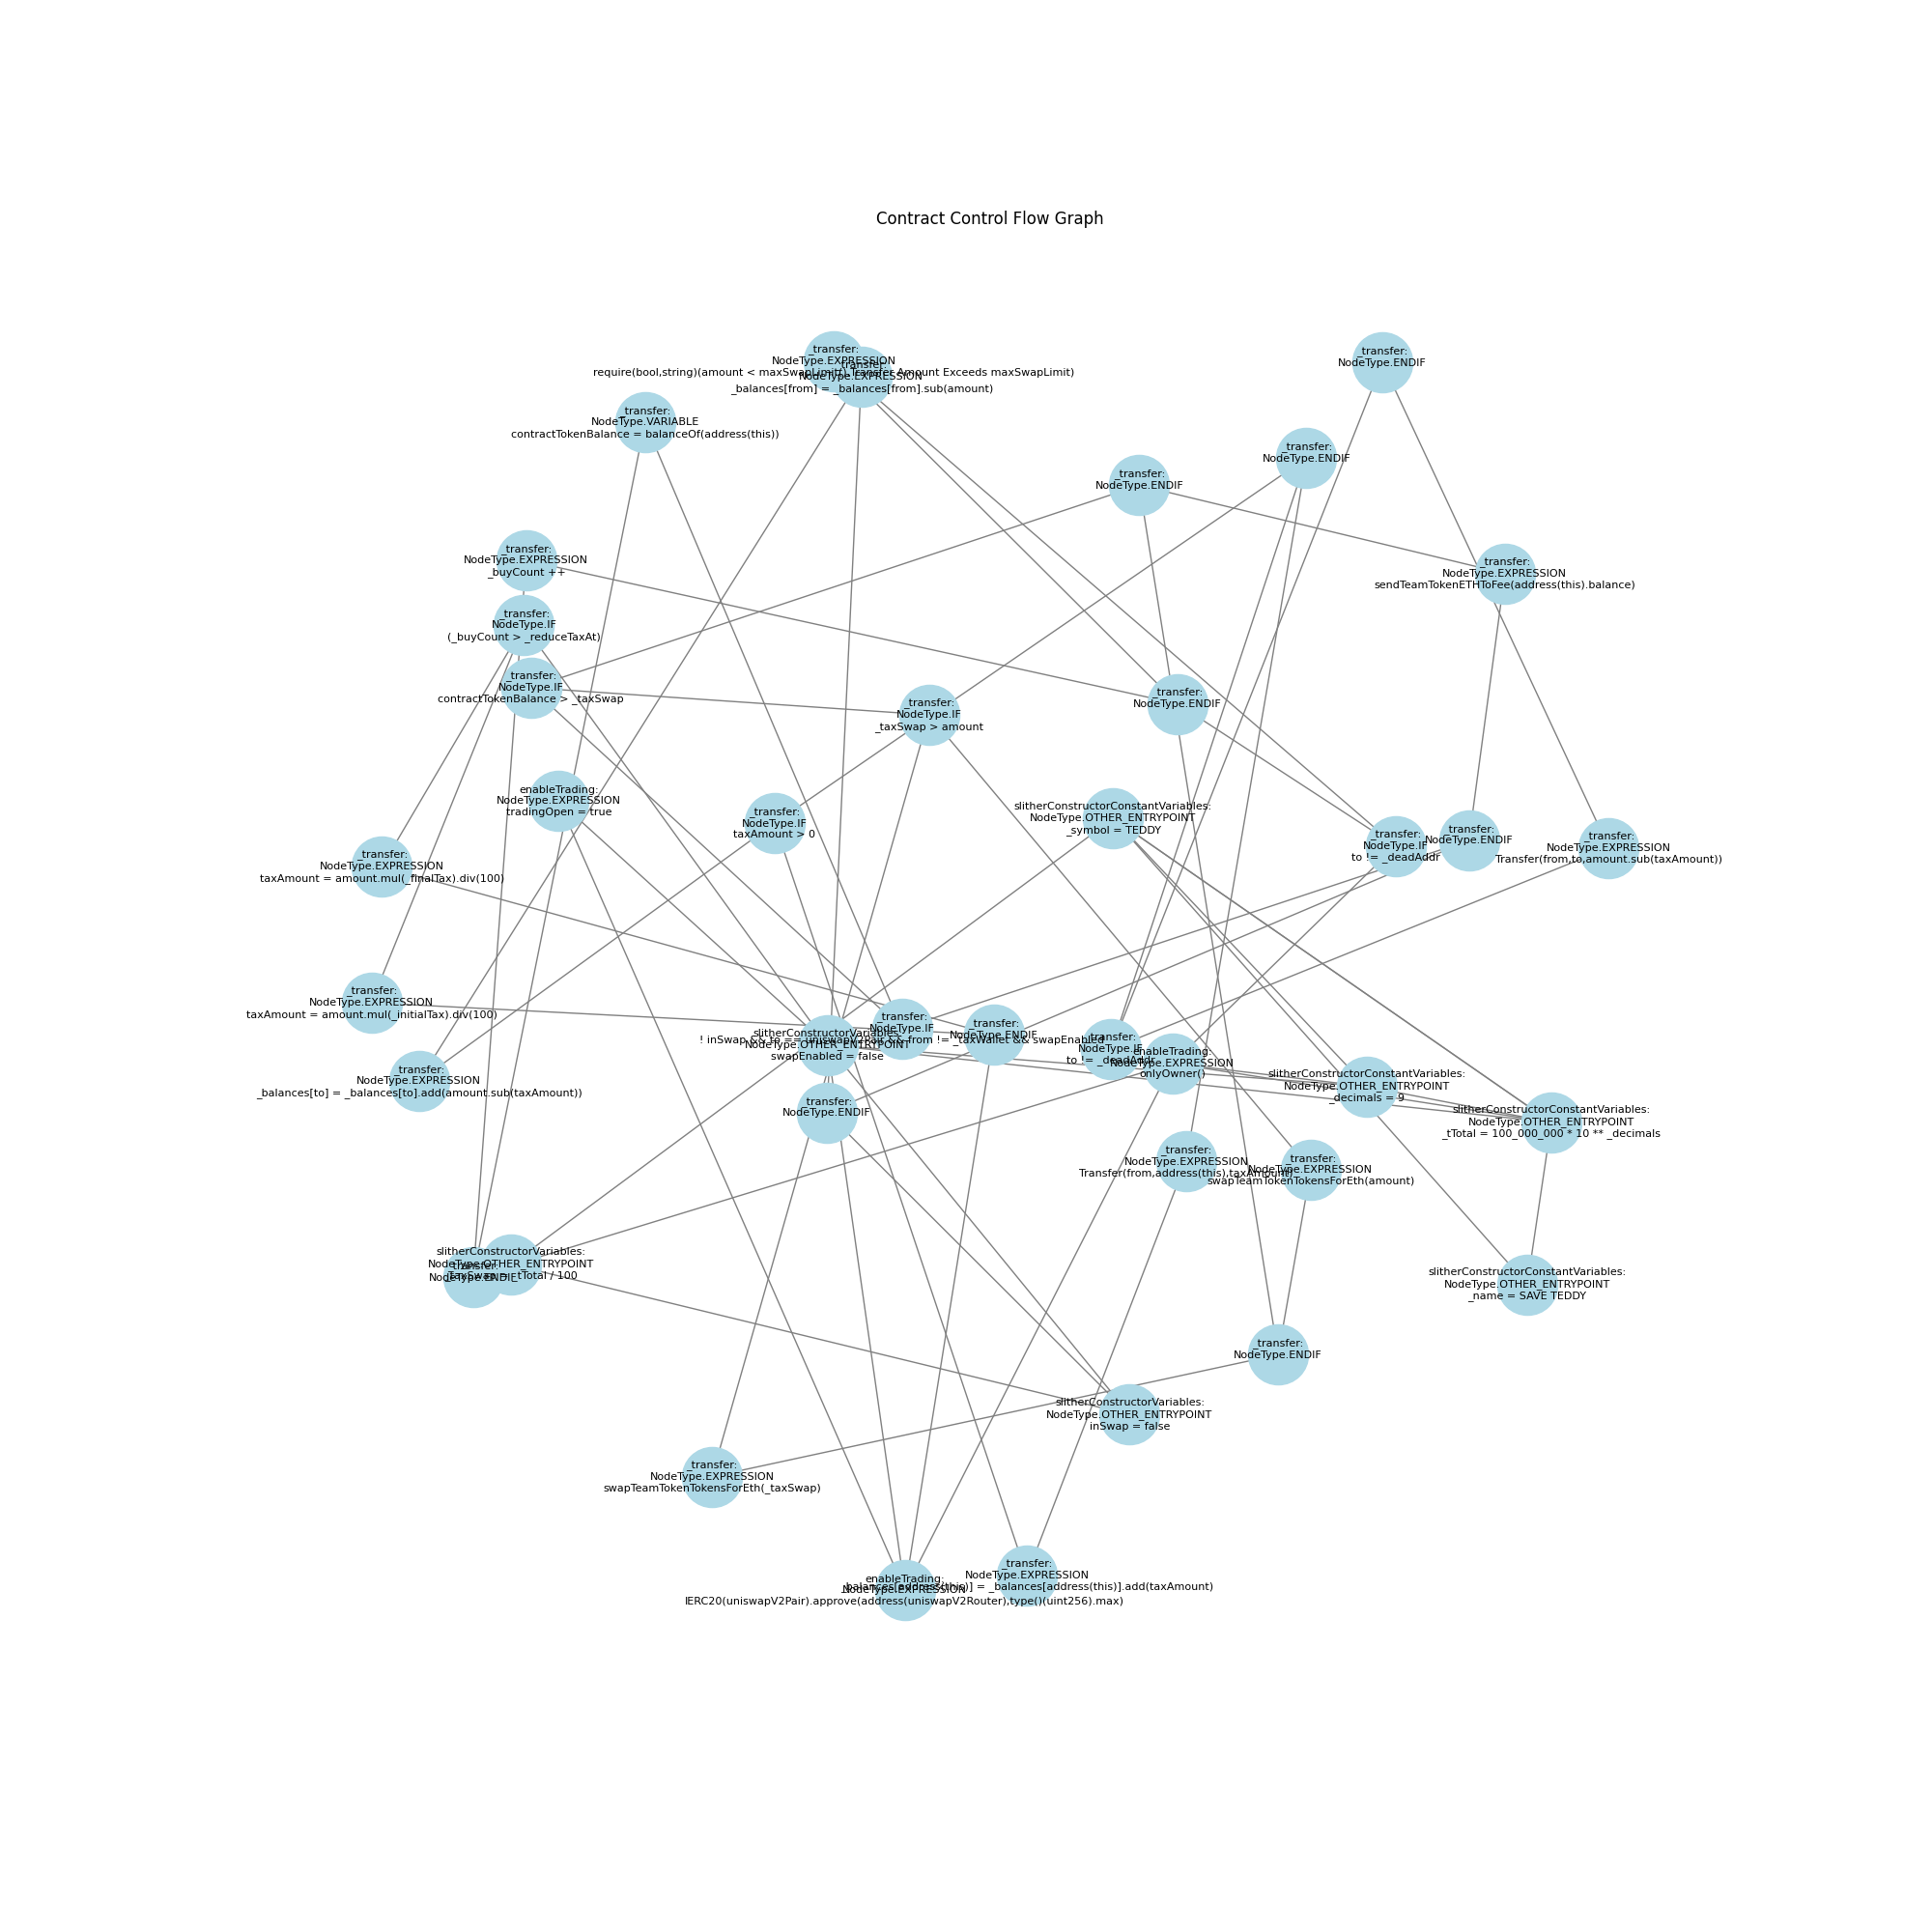 Contract Control Flow Graph
_transfer:
NodeType.EXPRESSION
require(bool,string)(amount < maxSwapLimit,Transfer Amount Exceeds maxSwapLimit)
_transfer:
NodeType.EXPRESSION
_balances[from] = _balances[from].sub(amount)
_transfer:
NodeType.ENDIF
_transfer:
NodeType.VARIABLE
contractTokenBalance = balanceOf(address(this))
_transfer:
NodeType.ENDIF
_transfer:
NodeType.ENDIF
_transfer:
NodeType.EXPRESSION
_buyCount ++
_transfer:
NodeType.EXPRESSION
sendTeamTokenETHToFee(address(this).balance)
_transfer:
NodeType.IF
(_buyCount > _reduceTaxAt)
_transfer:
NodeType.IF
contractTokenBalance > _taxSwap
_transfer:
NodeType.IF
_taxSwap > amount
_transfer:
NodeType.ENDIF
enableTrading:
NodeType.EXPRESSION
tradingOpen = true
_transfer:
NodeType.IF
taxAmount > 0
slitherConstructorConstantVariables:
NodeType.OTHER_ENTRYPOINT
_symbol = TEDDY
_transfer:
NodeType.IF
to != _deadAddr
_transfer:
NodeType.ENDIF
_transfer:
NodeType.EXPRESSION
Transfer(from,to,amount.sub(taxAmount))
_transfer:
NodeType.EXPRESSION
taxAmount = amount.mul(_finalTax).div(100)
_transfer:
NodeType.EXPRESSION
taxAmount = amount.mul(_initialTax).div(100)
_transfer:
NodeType.IF
! inSwap && to == uniswapV2Pair && from != _taxWallet && swapEnabled
slitherConstructorVariables:
NodeType.OTHER_ENTRYPOINT
swapEnabled = false
_transfer:
NodeType.ENDIF
_transfer:
NodeType.IF
to != _deadAddr
enableTrading:
NodeType.EXPRESSION
onlyOwner()
_transfer:
NodeType.EXPRESSION
_balances[to] = _balances[to].add(amount.sub(taxAmount))
slitherConstructorConstantVariables:
NodeType.OTHER_ENTRYPOINT
_decimals = 9
_transfer:
NodeType.ENDIF
slitherConstructorConstantVariables:
NodeType.OTHER_ENTRYPOINT
_tTotal = 100_000_000 * 10 ** _decimals
_transfer:
NodeType.EXPRESSION
Transfer(from,address(this),taxAmount)
_transfer:
NodeType.EXPRESSION
swapTeamTokenTokensForEth(amount)
slitherConstructorVariables:
NodeType.OTHER_ENTRYPOINT
= _tTotal / 100
_transfer:
NodeType.ENDIF
slitherConstructorConstantVariables:
NodeType.OTHER_ENTRYPOINT
_name = SAVE TEDDY
_transfer:
NodeType.ENDIF
slitherConstructorVariables:
NodeType.OTHER_ENTRYPOINT
inSwap = false
_transfer:
NodeType.EXPRESSION
swapTeamTokenTokensForEth(_taxSwap)
_transfer:
NodeType.EXPRESSION
_balances[address(this)] = _balances[address(this)].add(taxAmount)
enableTrading:
NodeType.EXPRESSION
IERC20(uniswapV2Pair).approve(address(uniswapV2Router),type()(uint256).max)